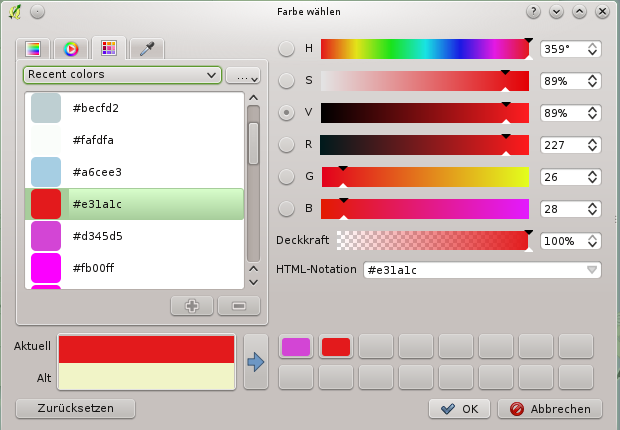 Farbe wählen
Recent colors
...
#becfd2
#fafdfa
#a6cee3
#e31a1c
#d345d5
#fb00ff
H 359°
S 89%
V 89%
R 227
G 26
B 28
Deckkraft 100%
HTML-Notation #e31a1c
Aktuell
Alt
Zurücksetzen
OK
Abbrechen